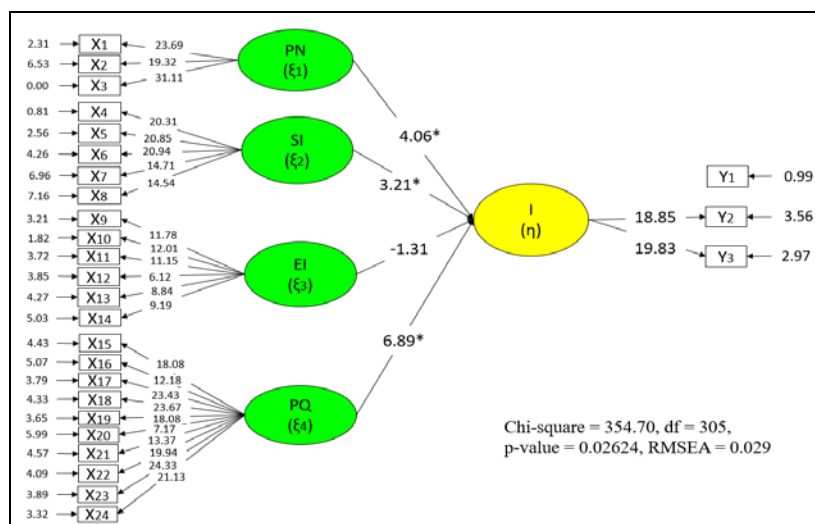 2.31 X1 23.69
6.53 X2 19.32
0.00 X3 31.11
PN
(ξ1)
0.81 X4 20.31
2.56 X5 20.85
4.26 X6 20.94
6.96 X7 14.71
7.16 X8 14.54
SI
(ξ2)
3.21 X9 11.78
1.82 X10 12.01
3.72 X11 11.15
3.85 X12 6.12
4.27 X13 8.84
5.03 X14 9.19
EI
(ξ3)
4.43 X15 18.08
5.07 X16 12.18
3.79 X17 23.43
4.33 X18 23.67
3.65 X19 18.08
5.99 X20 7.17
4.57 X21 13.37
4.09 X22 19.94
3.89 X23 24.33
3.32 X24 21.13
PQ
(ξ4)
4.06*
3.21*
-1.31
6.89*
I
(η)
Y1 0.99
18.85 Y2 3.56
19.83 Y3 2.97
Chi-square = 354.70, df = 305,
p-value = 0.02624, RMSEA = 0.029